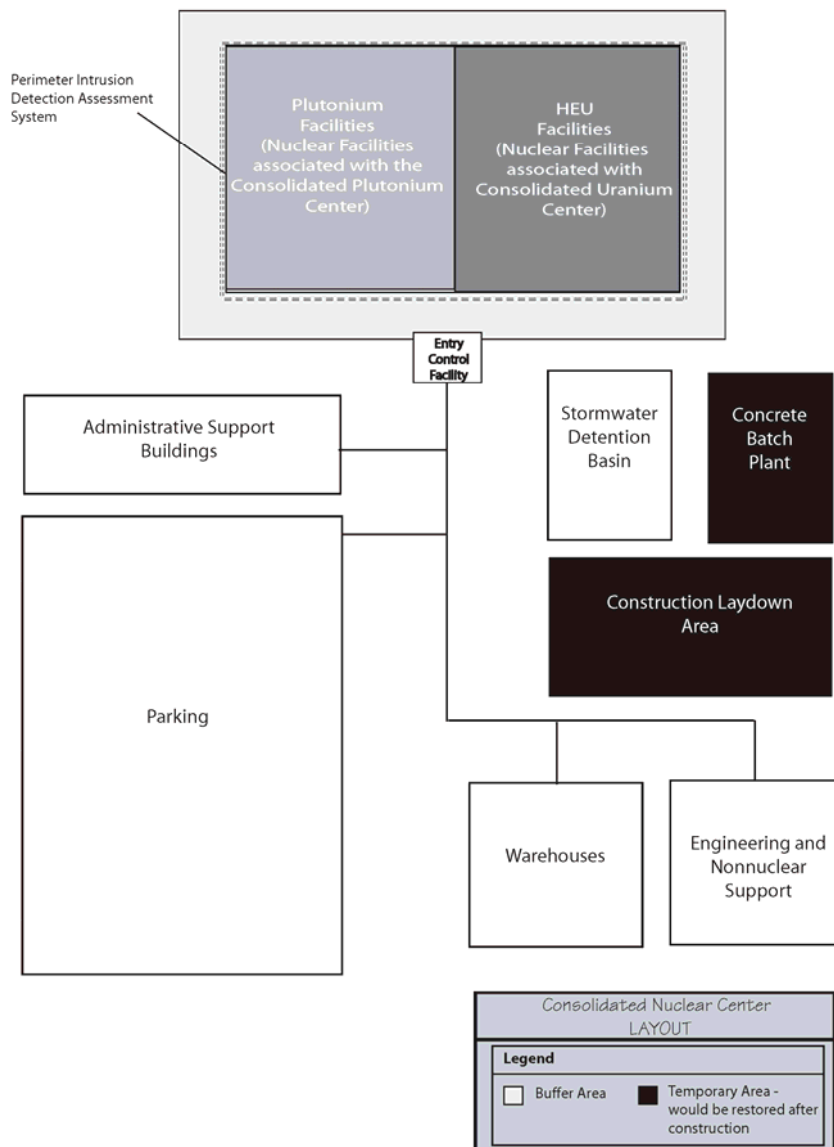 Perimeter Intrusion
Detection Assessment
System
Plutonium
Facilities
(Nuclear Facilities
associated with the
Consolidated Plutonium
Center)
HEU
Facilities
(Nuclear Facilities
associated with
Consolidated Uranium
Center)
Entry
Control
Facility
Administrative Support
Buildings
Stormwater
Detention
Basin
Concrete
Batch
Plant
Construction Laydown
Area
Parking
Warehouses
Engineering and
Nonnuclear
Support
Consolidated Nuclear Center
LAYOUT
Legend
Buffer Area
Temporary Area -
would be restored after
construction